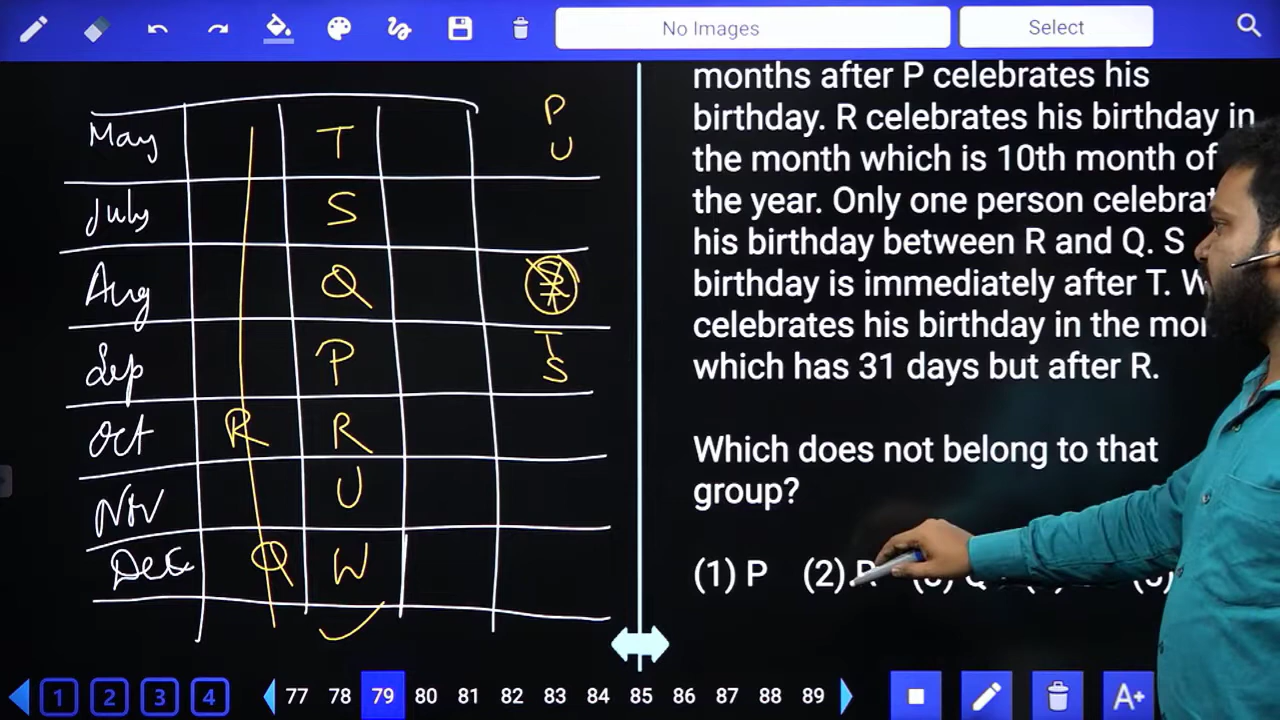 No Images
Select
May T P
U
July S
Aug Q
Sep P T
S
Oct R R
Nov U
Dec Q W
months after P celebrates his
birthday. R celebrates his birthday in
the month which is 10th month of
the year. Only one person
his birthday between R and Q. S
birthday is immediately after T. W
celebrates his birthday in the
which has 31 days but after R.
Which does not belong to that
group?
(1) P (2). R (3) Q
1 2 3 4 77 78 79 80 81 82 83 84 85 86 87 88 89 A+